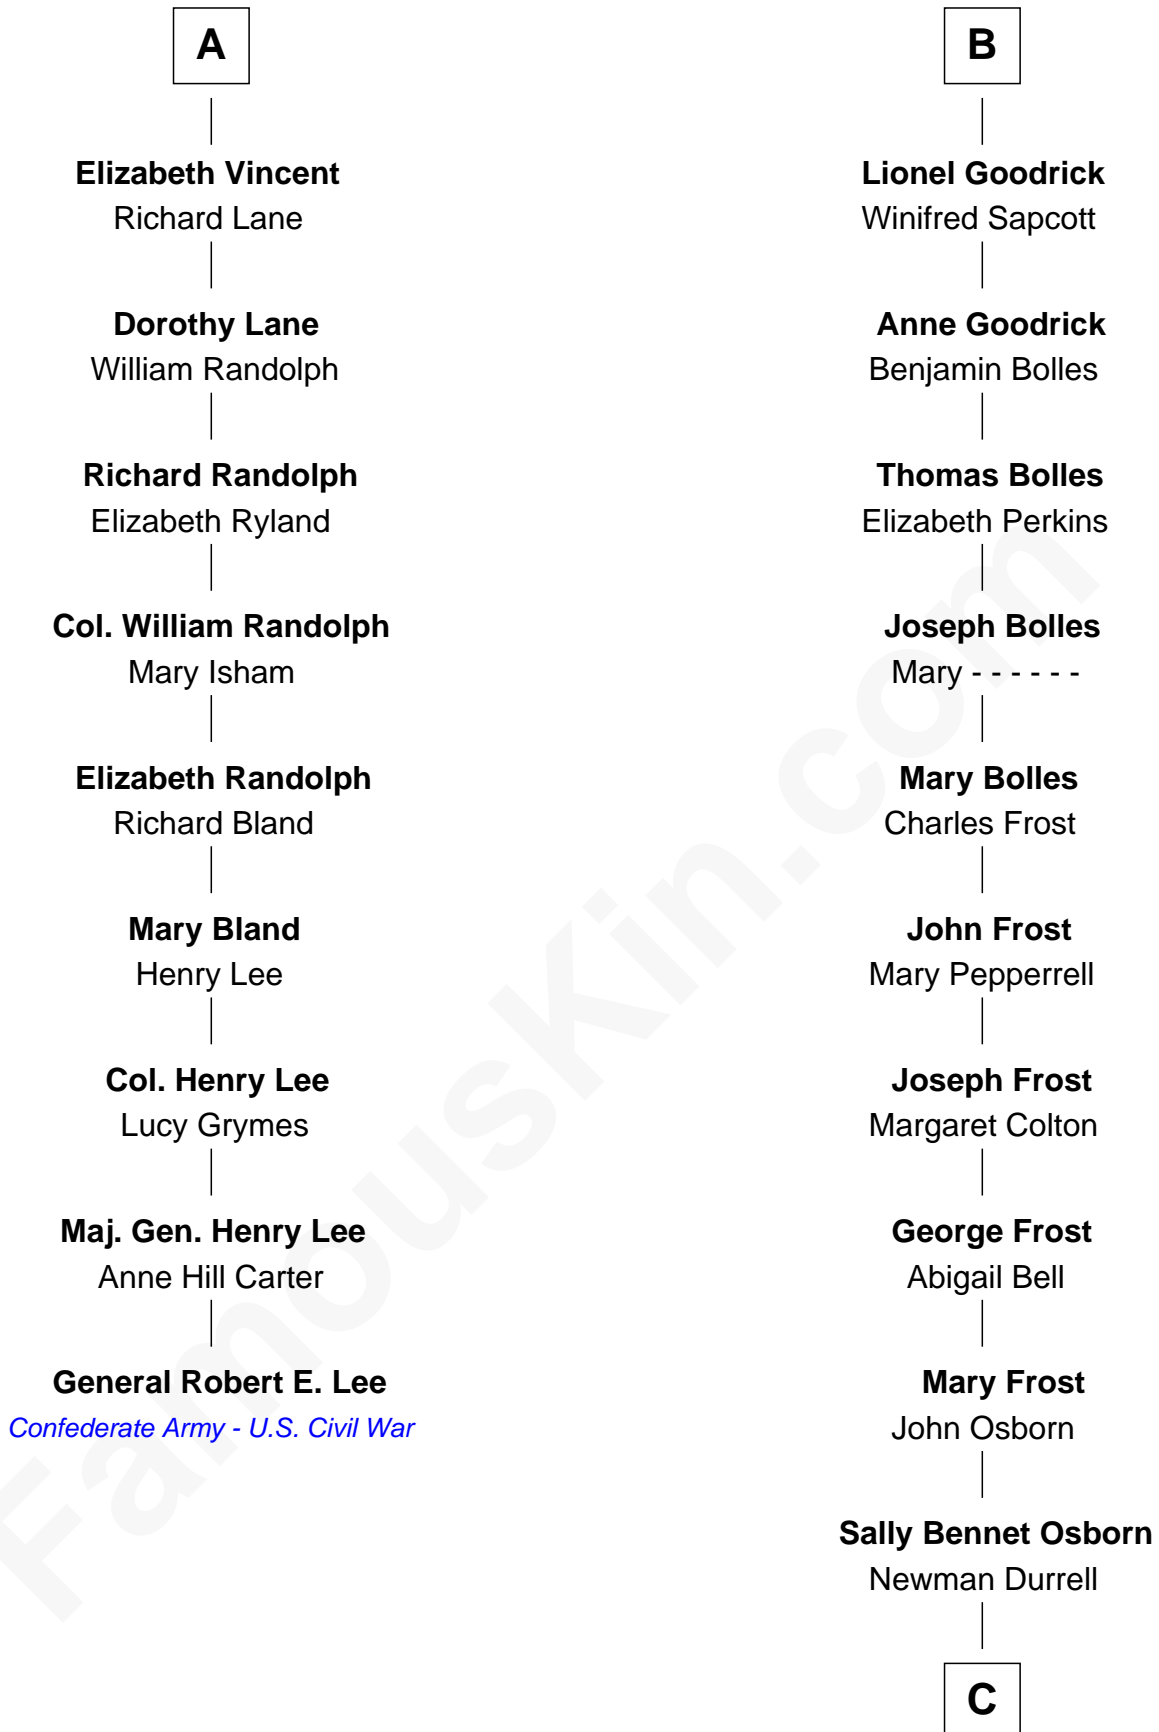 A
Elizabeth Vincent
Richard Lane
Dorothy Lane
William Randolph
Richard Randolph
Elizabeth Ryland
Col. William Randolph
Mary Isham
Elizabeth Randolph
Richard Bland
Mary Bland
Henry Lee
Col. Henry Lee
Lucy Grymes
Maj. Gen. Henry Lee
Anne Hill Carter
General Robert E. Lee
Confederate Army - U.S. Civil War
B
Lionel Goodrick
Winifred Sapcott
Anne Goodrick
Benjamin Bolles
Thomas Bolles
Elizabeth Perkins
Joseph Bolles
Mary - - - - - -
Mary Bolles
Charles Frost
John Frost
Mary Pepperrell
Joseph Frost
Margaret Colton
George Frost
Abigail Bell
Mary Frost
John Osborn
Sally Bennet Osborn
Newman Durrell
C
FamousKin.com